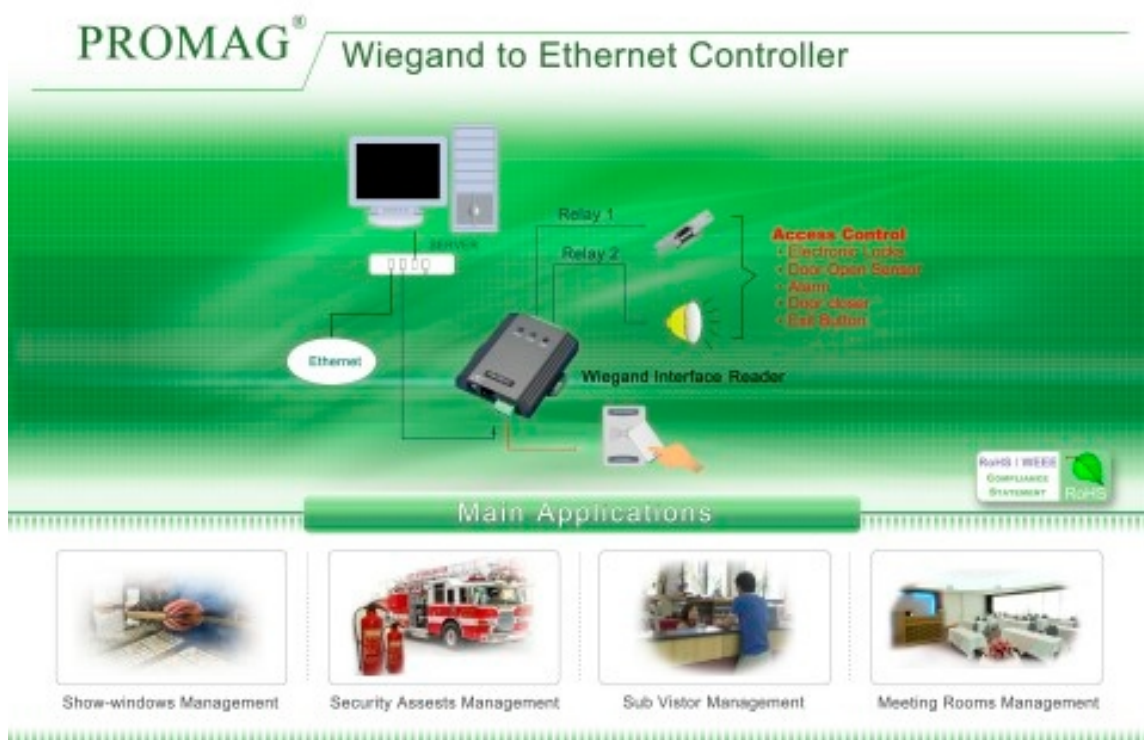 PROMAG®
Wiegand to Ethernet Controller
SERVER
Relay 1
Relay 2
Access Control
• Electronic Locks
• Door Open Sensor
• Alarm
• Door closer
• Exit Button
Ethernet
Wiegand Interface Reader
RoHS / WEEE
COMPLIANCE
STATEMENT
RoHS
Main Applications
Show-windows Management
Security Assests Management
Sub Vistor Management
Meeting Rooms Management